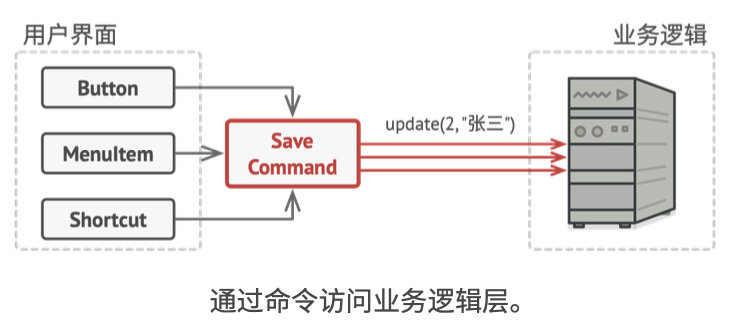 用户界面
业务逻辑
Button
MenuItem
Shortcut
Save
Command
update(2, "张三")
通过命令访问业务逻辑层。